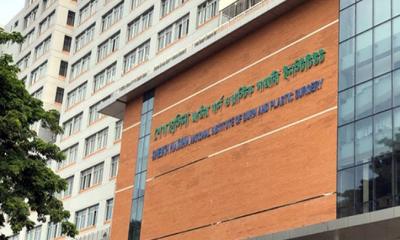 শেখ হাসিনা জাতীয় বার্ন ও প্লাস্টিক সার্জারি ইনস্টিটিউট
SHEIKH HASINA NATIONAL INSTITUTE OF BURN AND PLASTIC SURGERY